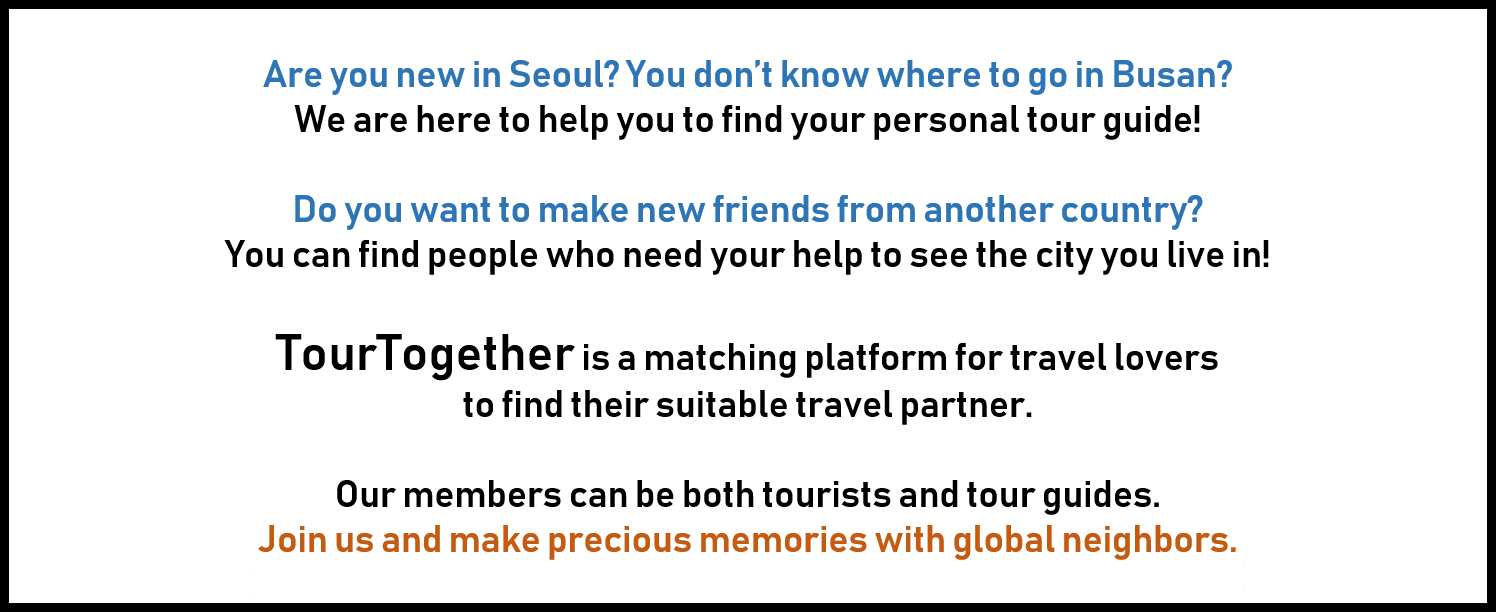 Are you new in Seoul? You don’t know where to go in Busan?
We are here to help you to find your personal tour guide!
Do you want to make new friends from another country?
You can find people who need your help to see the city you live in!
TourTogether is a matching platform for travel lovers
to find their suitable travel partner.
Our members can be both tourists and tour guides.
Join us and make precious memories with global neighbors.